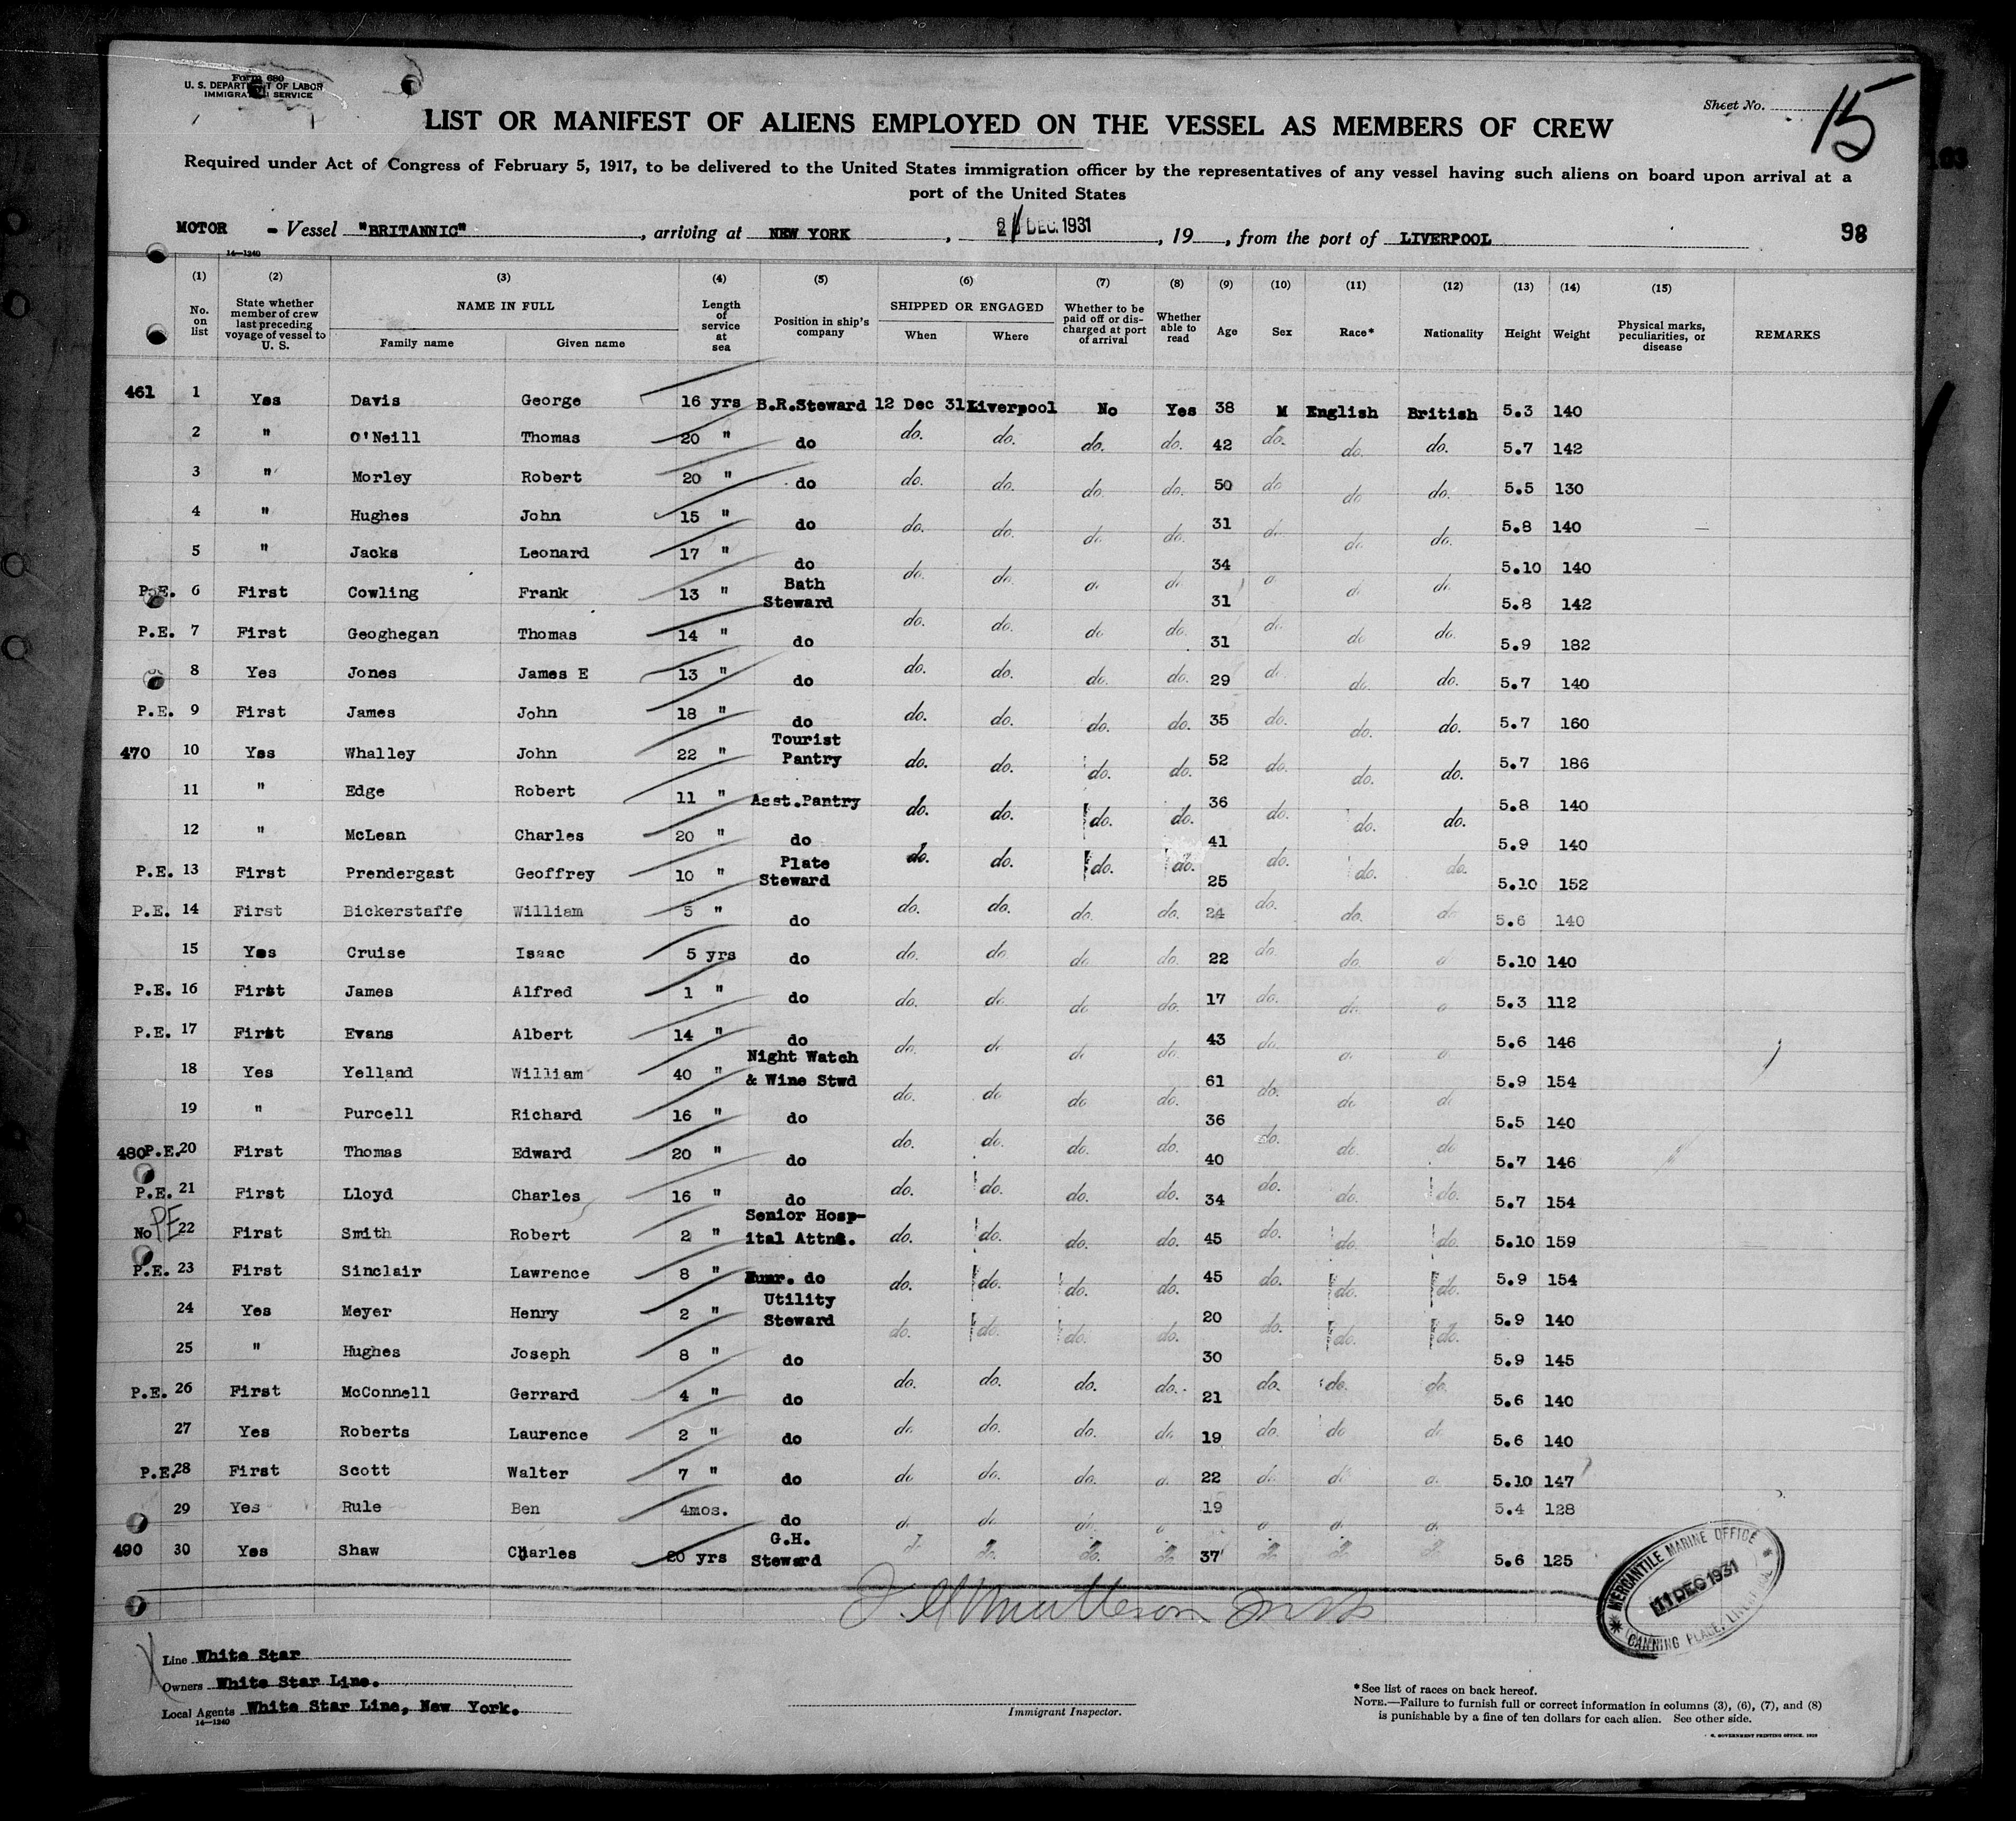 Form 680
U. S. DEPARTMENT OF LABOR
IMMIGRATION SERVICE
Sheet No. 15
LIST OR MANIFEST OF ALIENS EMPLOYED ON THE VESSEL AS MEMBERS OF CREW
Required under Act of Congress of February 5, 1917, to be delivered to the United States immigration officer by the representatives of any vessel having such aliens on board upon arrival at a
port of the United States
MOTOR - Vessel "BRITANNIC", arriving at NEW YORK, 21 DEC. 1931, 19 , from the port of LIVERPOOL 98
14-1240
(1) (2) (3) (4) (5) (6) (7) (8) (9) (10) (11) (12) (13) (14) (15)
No. on list | State whether member of crew last preceding voyage of vessel to U. S. | NAME IN FULL Family name Given name | Length of service at sea | Position in ship's company | SHIPPED OR ENGAGED When Where | Whether to be paid off or discharged at port of arrival | Whether able to read | Age | Sex | Race* | Nationality | Height | Weight | Physical marks, peculiarities, or disease | REMARKS
461 1 Yes Davis George 16 yrs B.R.Steward 12 Dec 31 Liverpool No Yes 38 M English British 5.3 140
2 " O'Neill Thomas 20 " do do. do. do. do. 42 do. do. do. 5.7 142
3 " Morley Robert 20 " do do. do. do. do. 50 do do do. 5.5 130
4 " Hughes John 15 " do do. do. do. do. 31 do. do. do. 5.8 140
5 " Jacks Leonard 17 " do do. do. do. do. 34 do. do. do. 5.10 140
P.E. 6 First Cowling Frank 13 " Bath Steward do. do. do. do. 31 do. do. do. 5.8 142
P.E. 7 First Geoghegan Thomas 14 " do do. do. do. do. 31 do. do. do. 5.9 182
8 Yes Jones James E 13 " do do. do. do. do. 29 do. do. do. 5.7 140
P.E. 9 First James John 18 " do do. do. do. do. 35 do. do. do. 5.7 160
470 10 Yes Whalley John 22 " Tourist Pantry do. do. do. do. 52 do. do. do. 5.7 186
11 " Edge Robert 11 " Asst.Pantry do. do. do. do. 36 do. do. do. 5.8 140
12 " McLean Charles 20 " do do. do. do. do. 41 do. do. do. 5.9 140
P.E. 13 First Prendergast Geoffrey 10 " Plate Steward do. do. do. do. 25 do. do. do. 5.10 152
P.E. 14 First Bickerstaffe William 5 " do do. do. do. do. 24 do. do. do 5.6 140
15 Yes Cruise Isaac 5 yrs do do. do. do. do. 22 do. do. do 5.10 140
P.E. 16 First James Alfred 1 " do do. do. do. do. 17 do. do. do 5.3 112
P.E. 17 First Evans Albert 14 " do do. do do do. 43 do. do do 5.6 146
18 Yes Yelland William 40 " Night Watch & Wine Stwd do. do do do. 61 do. do do 5.9 154
19 " Purcell Richard 16 " do do. do. do. do. 36 do. do. do 5.5 140
480 P.E. 20 First Thomas Edward 20 " do do. do. do. do. 40 do. do. do 5.7 146
P.E. 21 First Lloyd Charles 16 " do do. do. do. do. 34 do. do. do. 5.7 154
No PE 22 First Smith Robert 2 " Senior Hosp-ital Attnd. do. do. do. do. 45 do. do. do. 5.10 159
P.E. 23 First Sinclair Lawrence 8 " do do. do. do. do. 45 do. do. do. 5.9 154
24 Yes Meyer Henry 2 " Utility Steward do. do. do. do. 20 do. do. do. 5.9 140
25 " Hughes Joseph 8 " do 30 5.9 145
P.E. 26 First McConnell Gerrard 4 " do do. do. do. do. 21 do. do. do. 5.6 140
27 Yes Roberts Laurence 2 " do do. do. do. do. 19 do. do do. 5.6 140
P.E. 28 First Scott Walter 7 " do do do. do. do. 22 do. do do. 5.10 147
29 Yes Rule Ben 4mos. do do. do. do. do. 19 do. do. do. 5.4 128
490 30 Yes Shaw Charles 20 yrs G.H. Steward do. do. do. do. 37 do. do. do. 5.6 125
MERCANTILE MARINE OFFICE
11 DEC 1931
CANNING PLACE, LIVERPOOL
Line White Star
Owners White Star Line.
Local Agents White Star Line, New York.
14-1240
Immigrant Inspector.
*See list of races on back hereof.
NOTE.—Failure to furnish full or correct information in columns (3), (6), (7), and (8)
is punishable by a fine of ten dollars for each alien. See other side.
GOVERNMENT PRINTING OFFICE